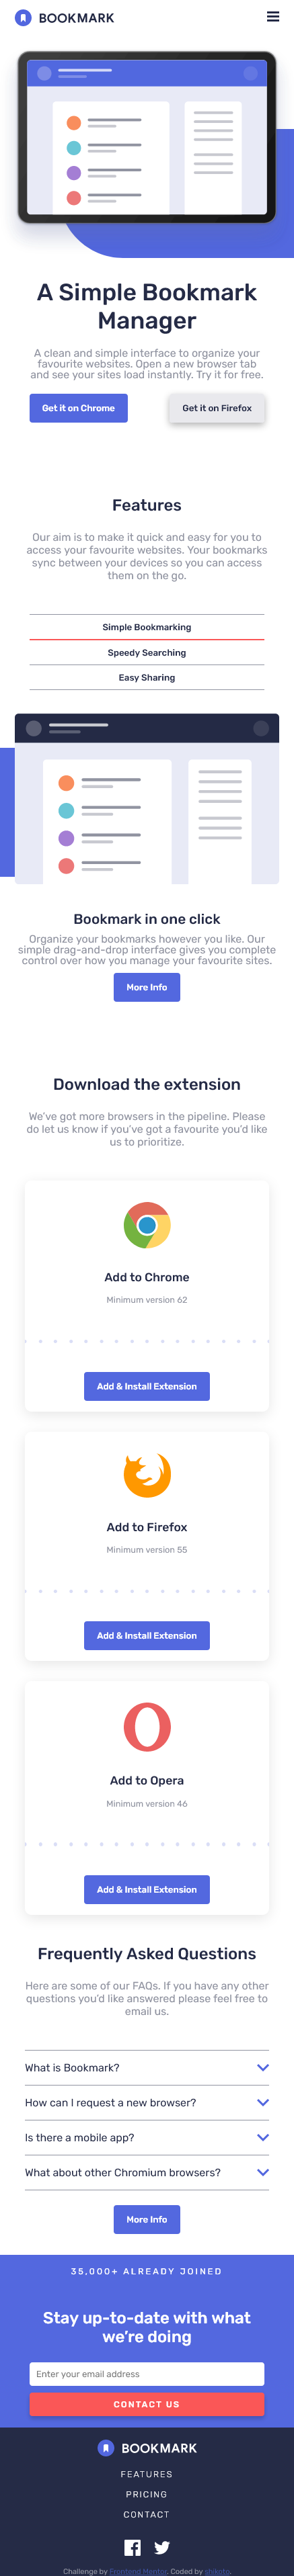 BOOKMARK
A Simple Bookmark
Manager
A clean and simple interface to organize your
favourite websites. Open a new browser tab
and see your sites load instantly. Try it for free.
Get it on Chrome
Get it on Firefox
Features
Our aim is to make it quick and easy for you to
access your favourite websites. Your bookmarks
sync between your devices so you can access
them on the go.
Simple Bookmarking
Speedy Searching
Easy Sharing
Bookmark in one click
Organize your bookmarks however you like. Our
simple drag-and-drop interface gives you complete
control over how you manage your favourite sites.
More Info
Download the extension
We've got more browsers in the pipeline. Please
do let us know if you've got a favourite you'd like
us to prioritize.
Add to Chrome
Minimum version 62
Add & Install Extension
Add to Firefox
Minimum version 55
Add & Install Extension
Add to Opera
Minimum version 46
Add & Install Extension
Frequently Asked Questions
Here are some of our FAQs. If you have any other
questions you'd like answered please feel free to
email us.
What is Bookmark?
How can I request a new browser?
Is there a mobile app?
What about other Chromium browsers?
More Info
35,000+ ALREADY JOINED
Stay up-to-date with what
we're doing
Enter your email address
CONTACT US
BOOKMARK
FEATURES
PRICING
CONTACT
Challenge by Frontend Mentor. Coded by